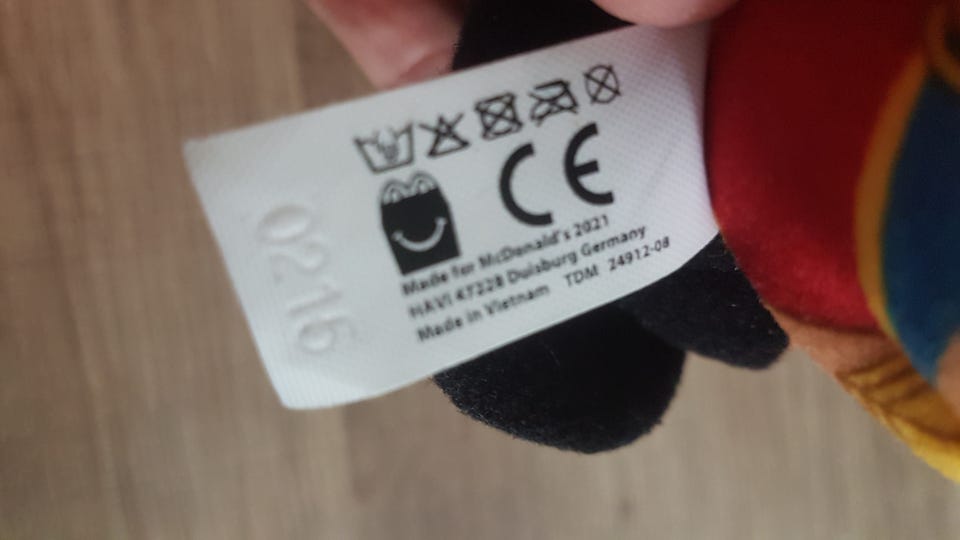 CE
Made for McDonald's 2021
HAVI 47228 Duisburg Germany
Made in Vietnam TDM 24912-08
0216